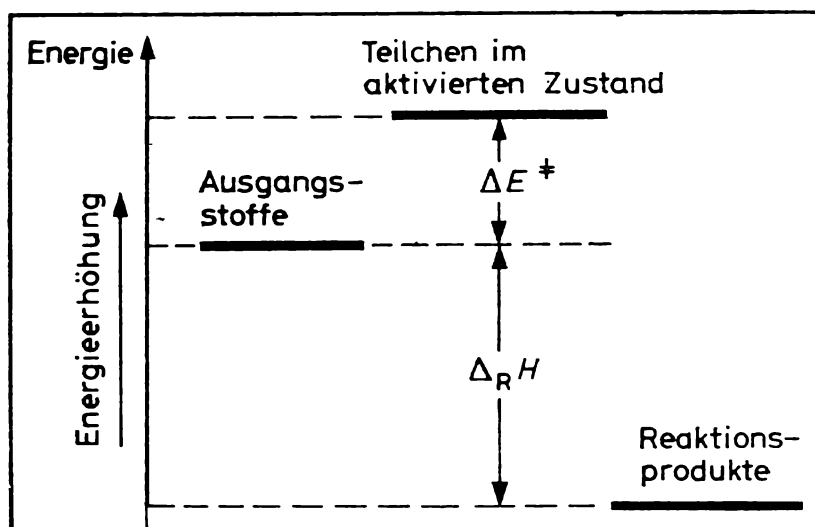 Energie
Teilchen im
aktivierten Zustand
Ausgangs-
stoffe
ΔE ‡
Energieerhöhung
Δ_R H
Reaktions-
produkte